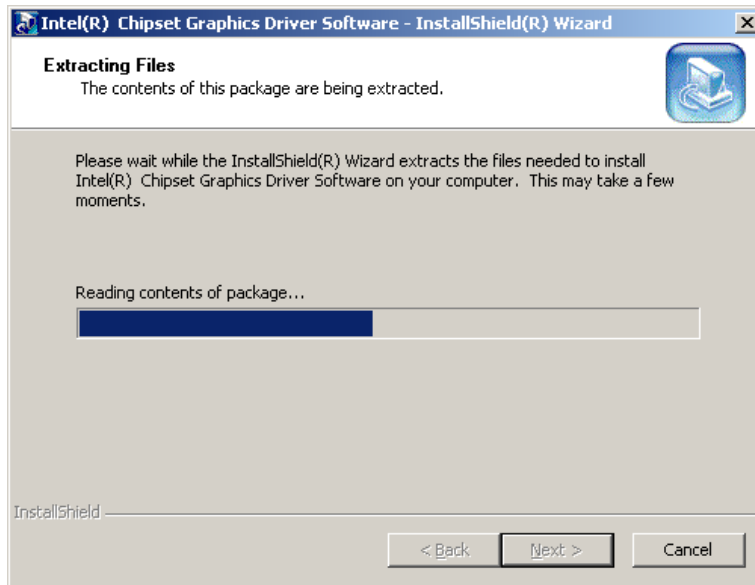 Intel(R) Chipset Graphics Driver Software - InstallShield(R) Wizard
Extracting Files
The contents of this package are being extracted.
Please wait while the InstallShield(R) Wizard extracts the files needed to install
Intel(R) Chipset Graphics Driver Software on your computer. This may take a few
moments.
Reading contents of package...
InstallShield
< Back Next > Cancel